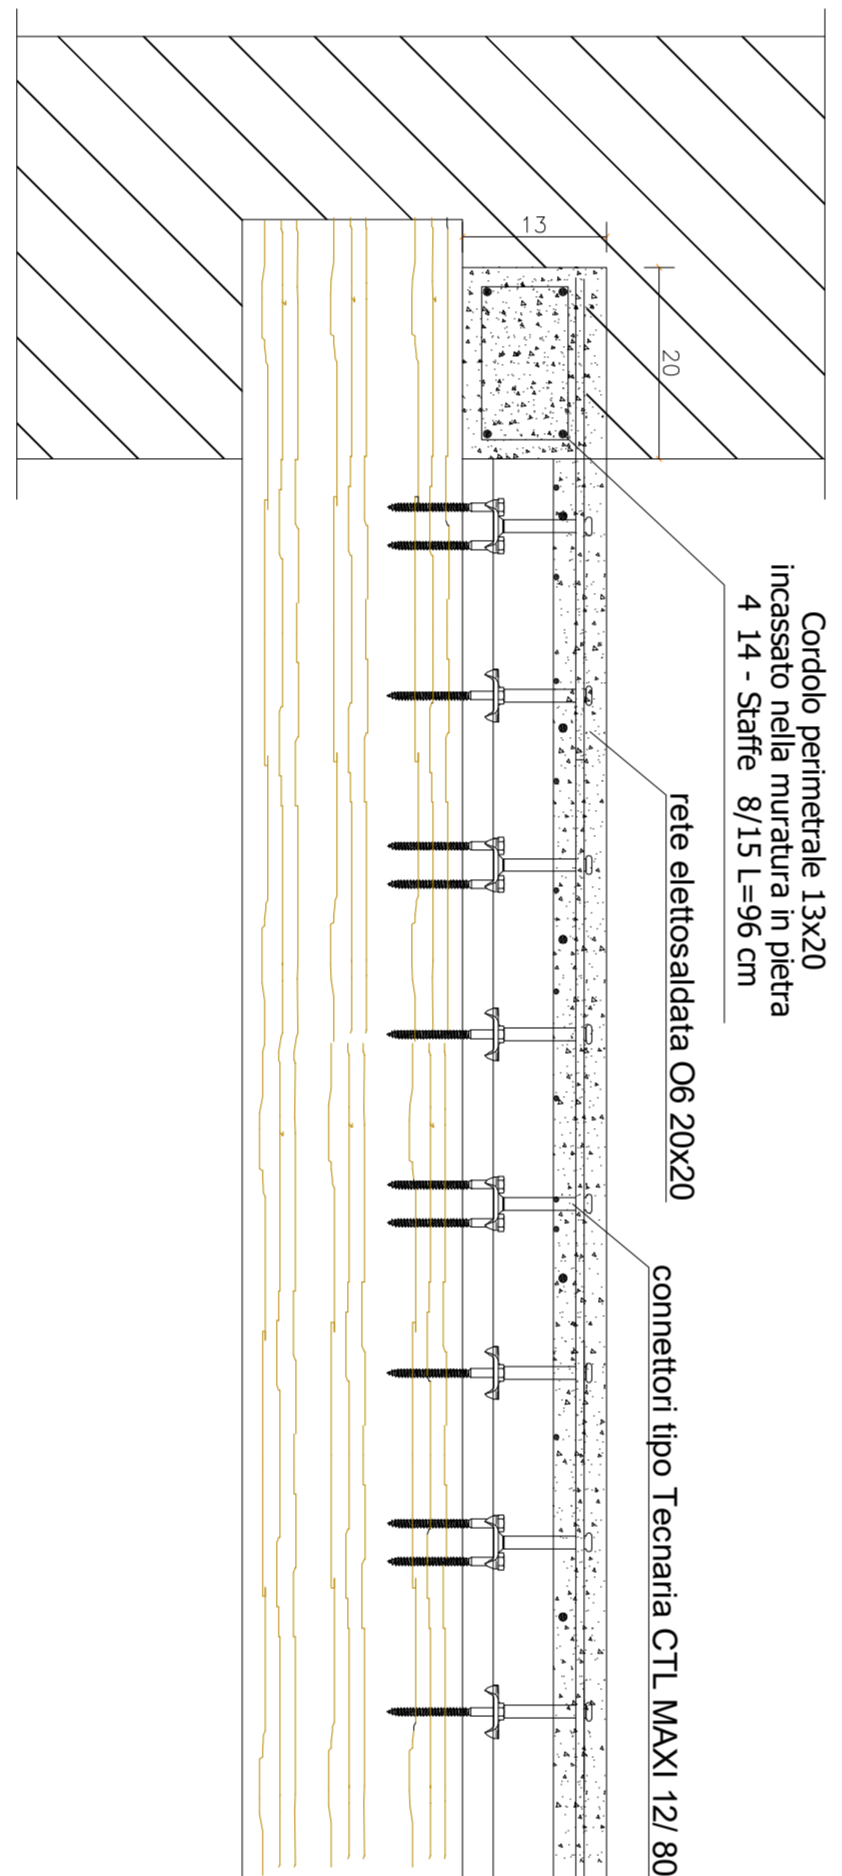 13
20
Cordolo perimetrale 13x20
incassato nella muratura in pietra
4 14 - Staffe 8/15 L=96 cm
rete elettosaldata O6 20x20
connettori tipo Tecnaria CTL MAXI 12/ 80